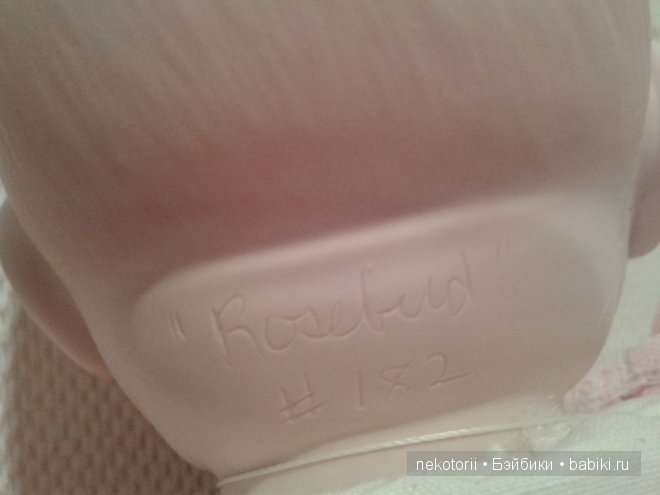 "Rosebud"
# 182
nekotorii • Бэйбики • babiki.ru